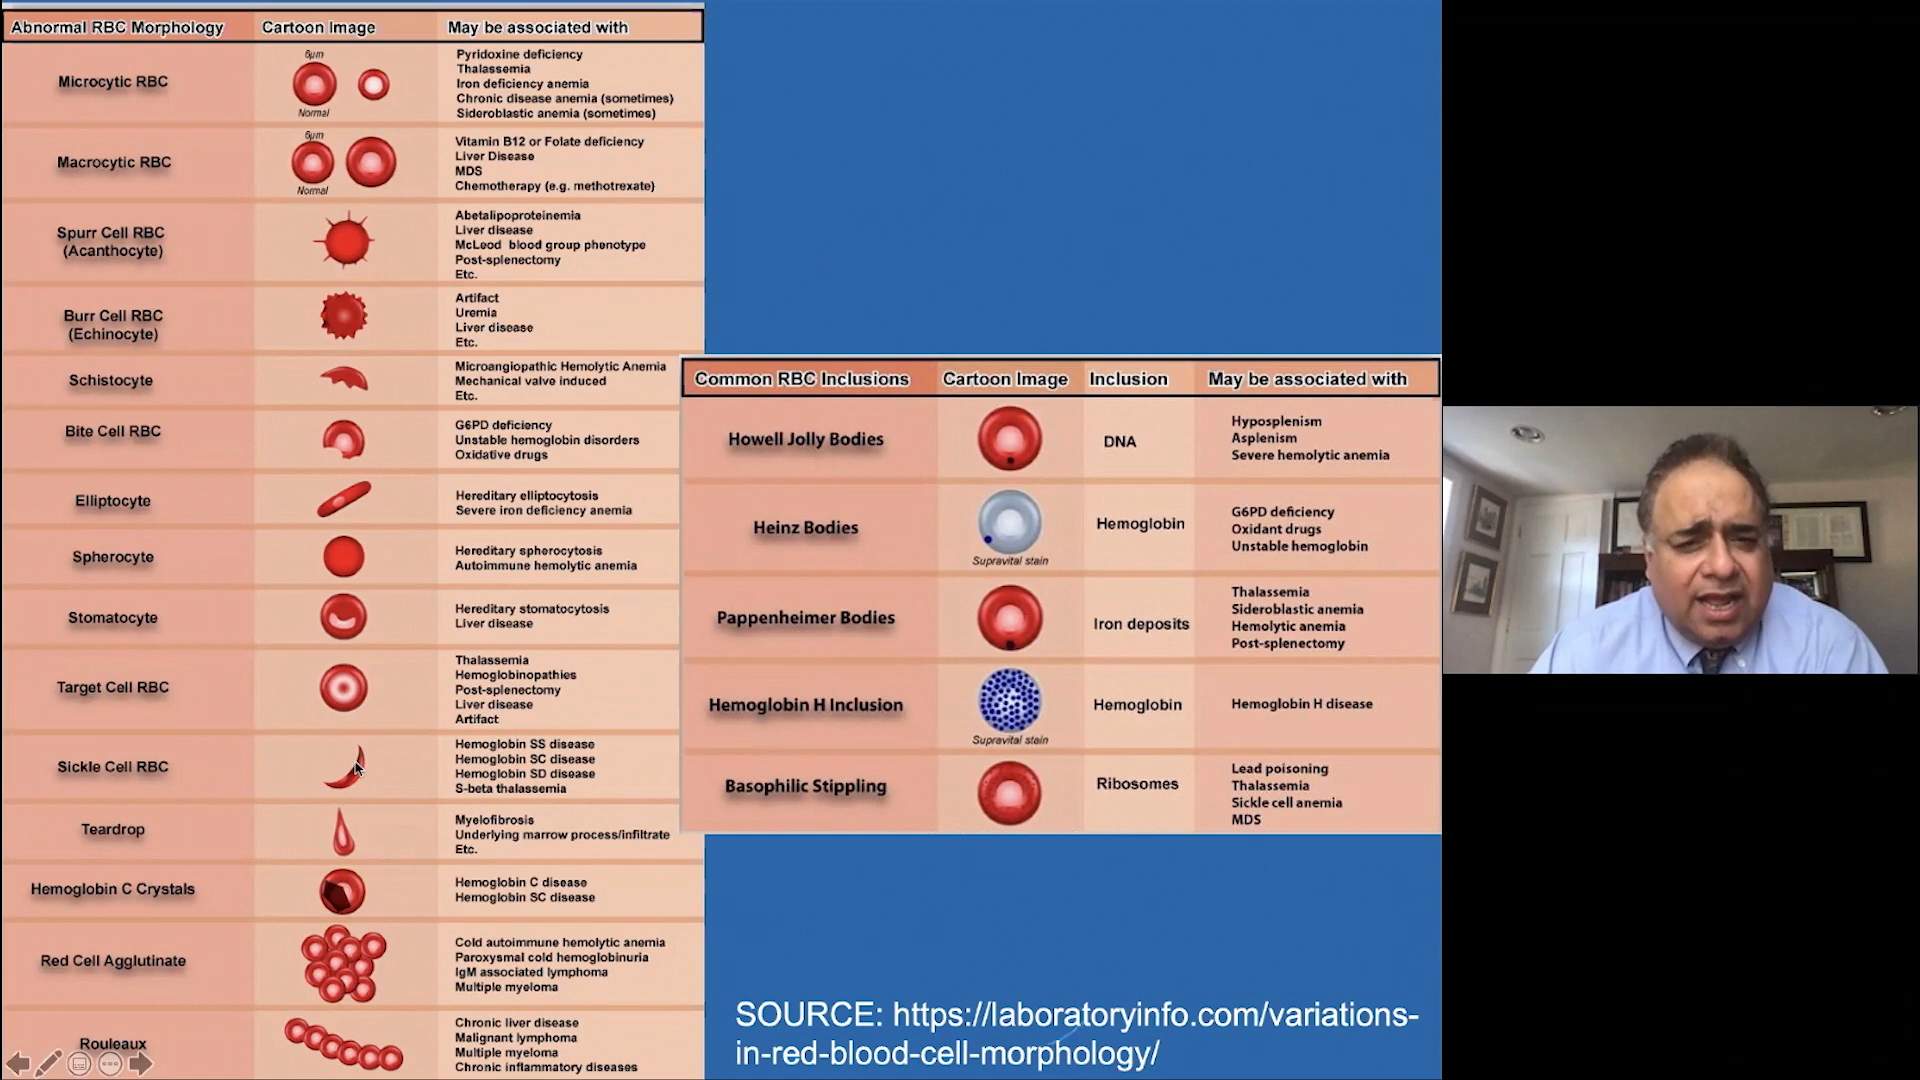 Abnormal RBC Morphology Cartoon Image May be associated with
Microcytic RBC
6µm
Normal
Pyridoxine deficiency
Thalassemia
Iron deficiency anemia
Chronic disease anemia (sometimes)
Sideroblastic anemia (sometimes)
Macrocytic RBC
6µm
Normal
Vitamin B12 or Folate deficiency
Liver Disease
MDS
Chemotherapy (e.g. methotrexate)
Spurr Cell RBC
(Acanthocyte)
Abetalipoproteinemia
Liver disease
McLeod blood group phenotype
Post-splenectomy
Etc.
Burr Cell RBC
(Echinocyte)
Artifact
Uremia
Liver disease
Etc.
Schistocyte
Microangiopathic Hemolytic Anemia
Mechanical valve induced
Etc.
Bite Cell RBC
G6PD deficiency
Unstable hemoglobin disorders
Oxidative drugs
Elliptocyte
Hereditary elliptocytosis
Severe iron deficiency anemia
Spherocyte
Hereditary spherocytosis
Autoimmune hemolytic anemia
Stomatocyte
Hereditary stomatocytosis
Liver disease
Target Cell RBC
Thalassemia
Hemoglobinopathies
Post-splenectomy
Liver disease
Artifact
Sickle Cell RBC
Hemoglobin SS disease
Hemoglobin SC disease
Hemoglobin SD disease
S-beta thalassemia
Teardrop
Myelofibrosis
Underlying marrow process/infiltrate
Etc.
Hemoglobin C Crystals
Hemoglobin C disease
Hemoglobin SC disease
Red Cell Agglutinate
Cold autoimmune hemolytic anemia
Paroxysmal cold hemoglobinuria
IgM associated lymphoma
Multiple myeloma
Rouleaux
Chronic liver disease
Malignant lymphoma
Multiple myeloma
Chronic inflammatory diseases
Common RBC Inclusions Cartoon Image Inclusion May be associated with
Howell Jolly Bodies
DNA
Hyposplenism
Asplenism
Severe hemolytic anemia
Heinz Bodies
Supravital stain
Hemoglobin
G6PD deficiency
Oxidant drugs
Unstable hemoglobin
Pappenheimer Bodies
Iron deposits
Thalassemia
Sideroblastic anemia
Hemolytic anemia
Post-splenectomy
Hemoglobin H Inclusion
Supravital stain
Hemoglobin
Hemoglobin H disease
Basophilic Stippling
Ribosomes
Lead poisoning
Thalassemia
Sickle cell anemia
MDS
SOURCE: https://laboratoryinfo.com/variations-
in-red-blood-cell-morphology/